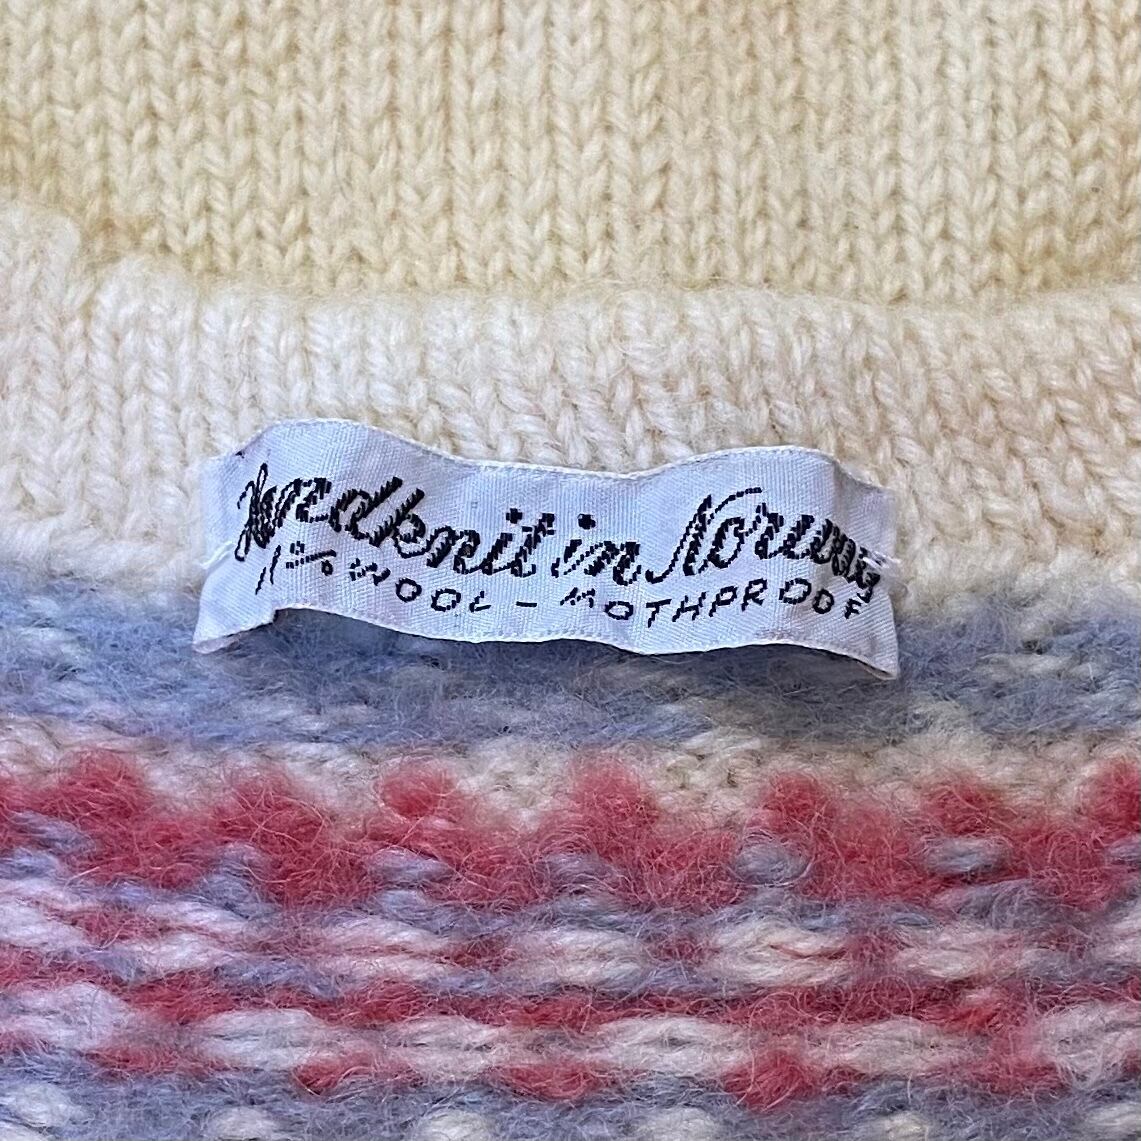 Handknit in Norway
100% WOOL - MOTHPROOF